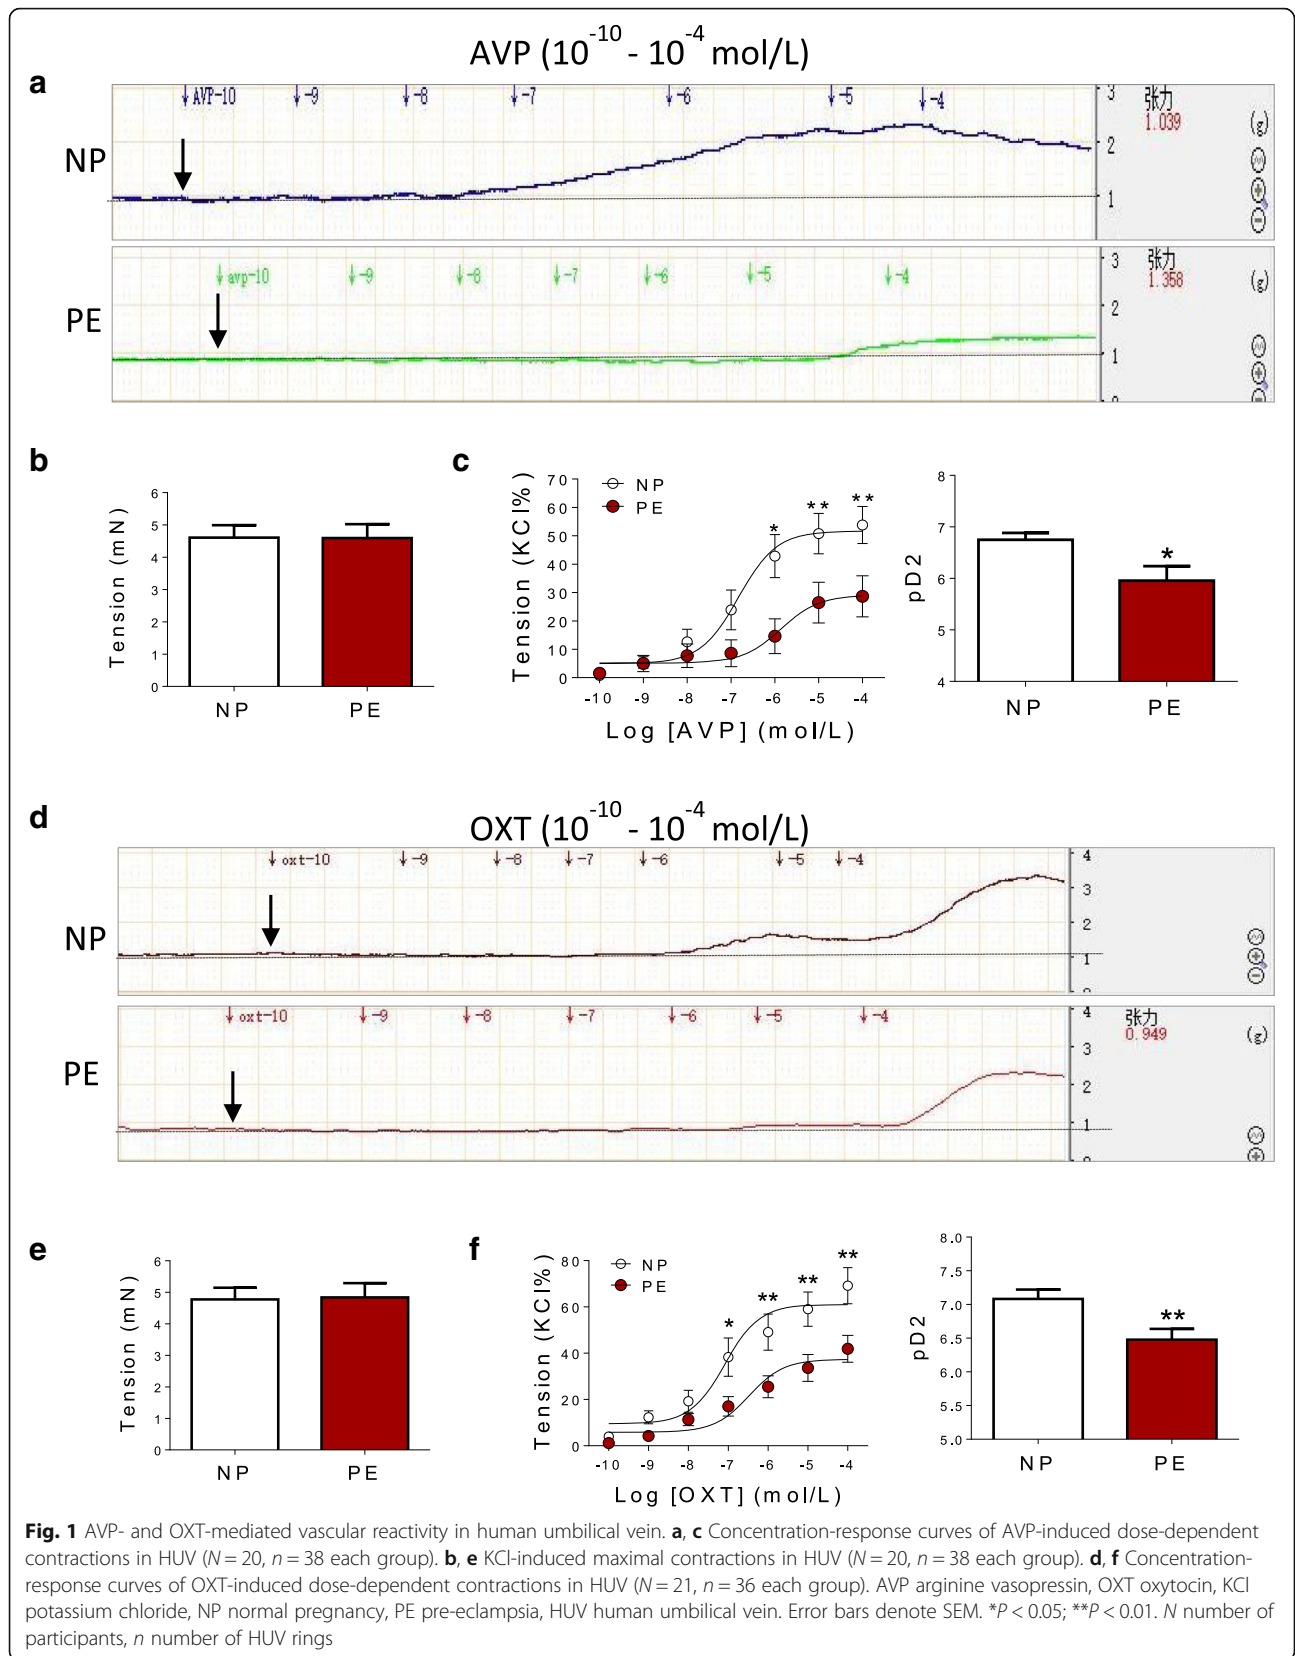 AVP (10-10 - 10-4 mol/L)
a
AVP-10 -9 -8 -7 -6 -5 -4
3
2
1
张力
1.039
(g)
NP
avp-10 -9 -8 -7 -6 -5 -4
3
2
1
张力
1.358
(g)
PE
b
Tension (mN)
6
5
4
3
2
1
0
NP PE
c
Tension (KCl%)
70
60
50
40
30
20
10
0
NP
PE
* ** **
-10 -9 -8 -7 -6 -5 -4
Log [AVP] (mol/L)
pD2
8
7
6
5
4
*
NP PE
d
OXT (10-10 - 10-4 mol/L)
oxt-10 -9 -8 -7 -6 -5 -4
4
3
2
1
NP
oxt-10 -9 -8 -7 -6 -5 -4
4
3
2
1
张力
0.949
(g)
PE
e
Tension (mN)
6
5
4
3
2
1
0
NP PE
f
Tension (KCl%)
80
60
40
20
0
NP
PE
* ** ** **
-10 -9 -8 -7 -6 -5 -4
Log [OXT] (mol/L)
pD2
8.0
7.5
7.0
6.5
6.0
5.5
5.0
**
NP PE
Fig. 1 AVP- and OXT-mediated vascular reactivity in human umbilical vein. a, c Concentration-response curves of AVP-induced dose-dependent
contractions in HUV (N = 20, n = 38 each group). b, e KCl-induced maximal contractions in HUV (N = 20, n = 38 each group). d, f Concentration-
response curves of OXT-induced dose-dependent contractions in HUV (N = 21, n = 36 each group). AVP arginine vasopressin, OXT oxytocin, KCl
potassium chloride, NP normal pregnancy, PE pre-eclampsia, HUV human umbilical vein. Error bars denote SEM. *P < 0.05; **P < 0.01. N number of
participants, n number of HUV rings